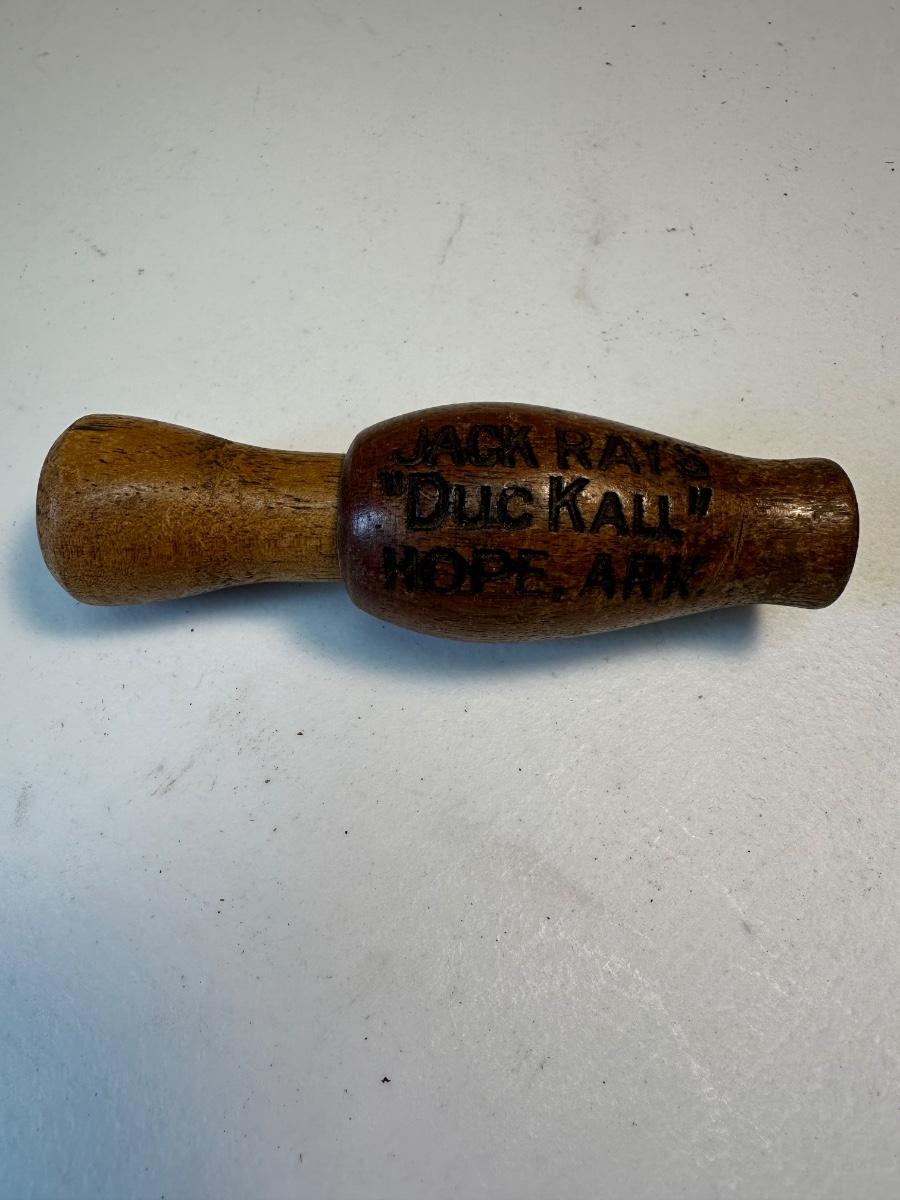 JACK RAY'S
"DUC KALL"
HOPE, ARK.